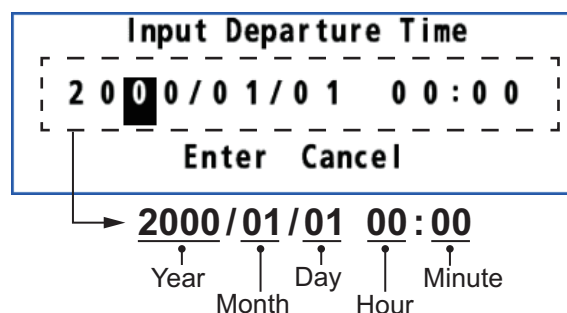 Input Departure Time
2000/01/01 00:00
Enter Cancel
2000/01/01 00:00
Year Day Minute
Month Hour